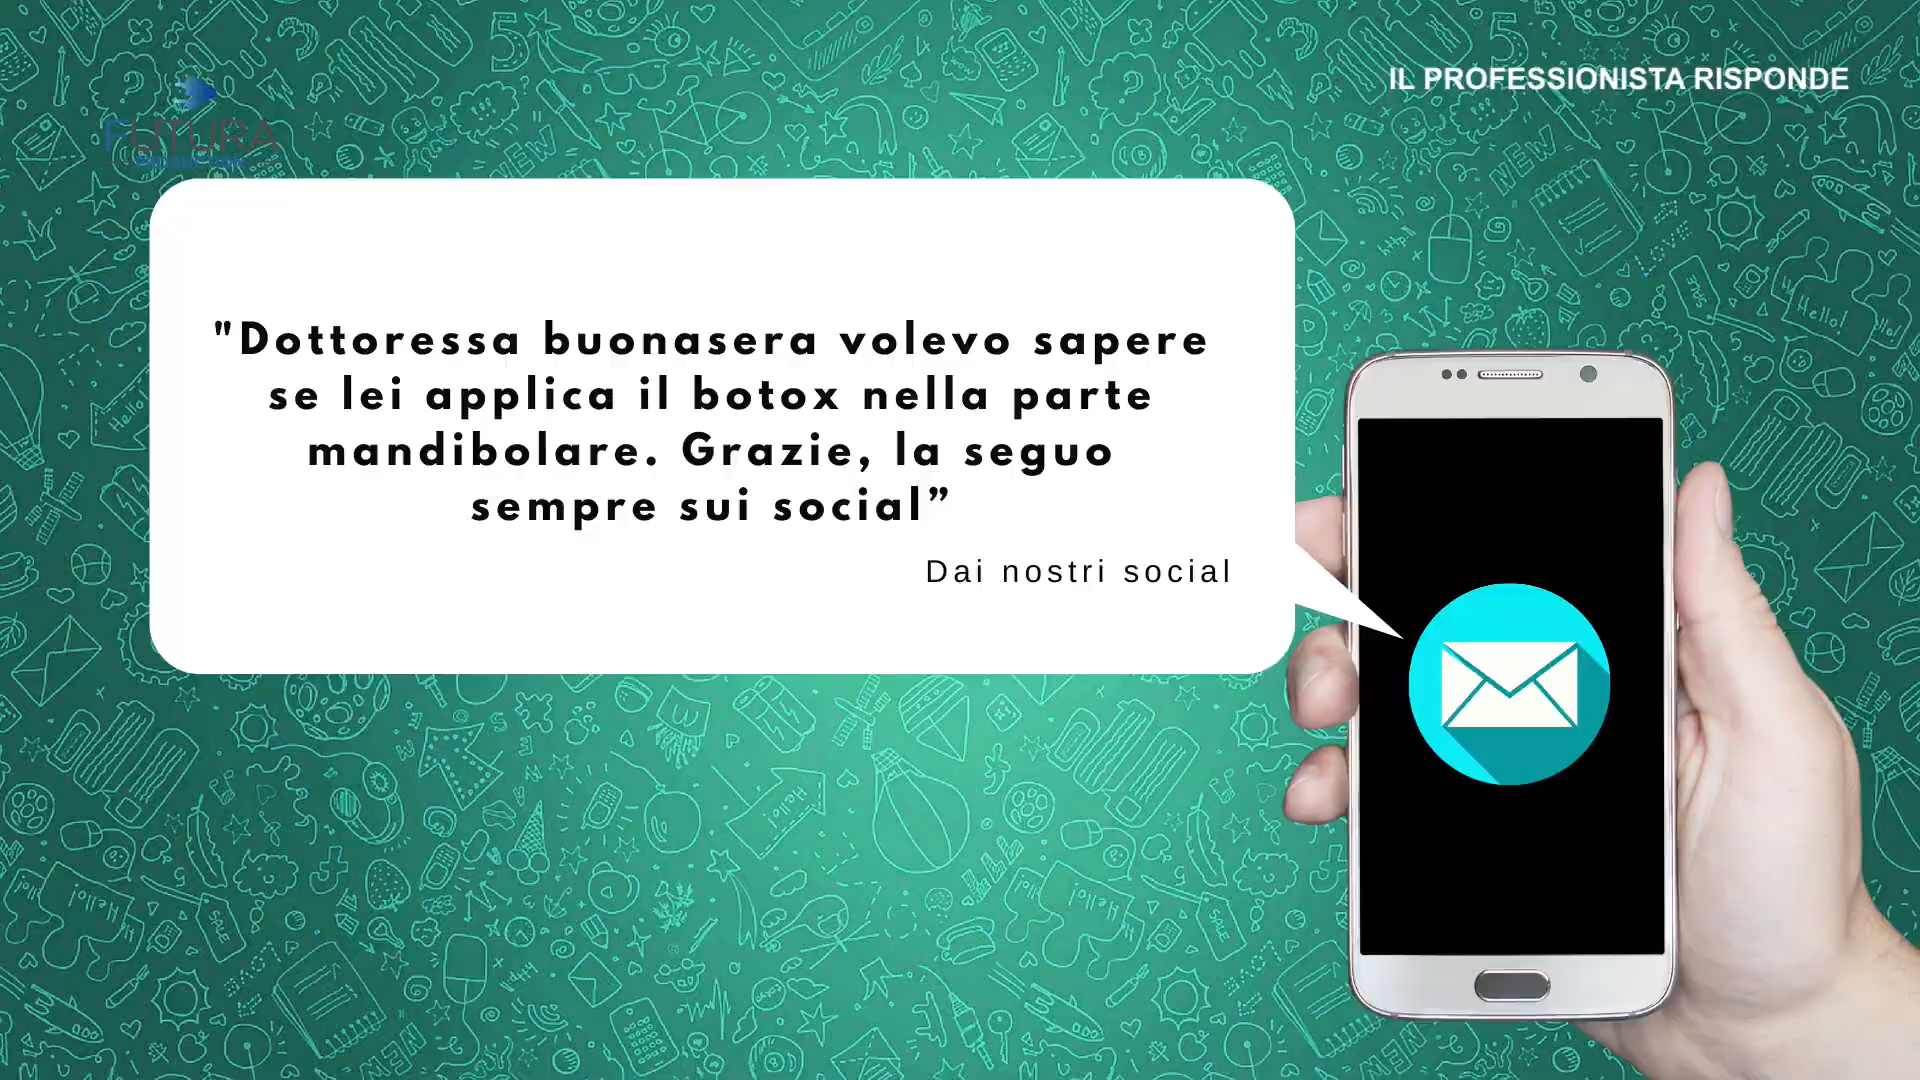 IL PROFESSIONISTA RISPONDE
FUTURA
"Dottoressa buonasera volevo sapere
se lei applica il botox nella parte
mandibolare. Grazie, la seguo
sempre sui social”
Dai nostri social